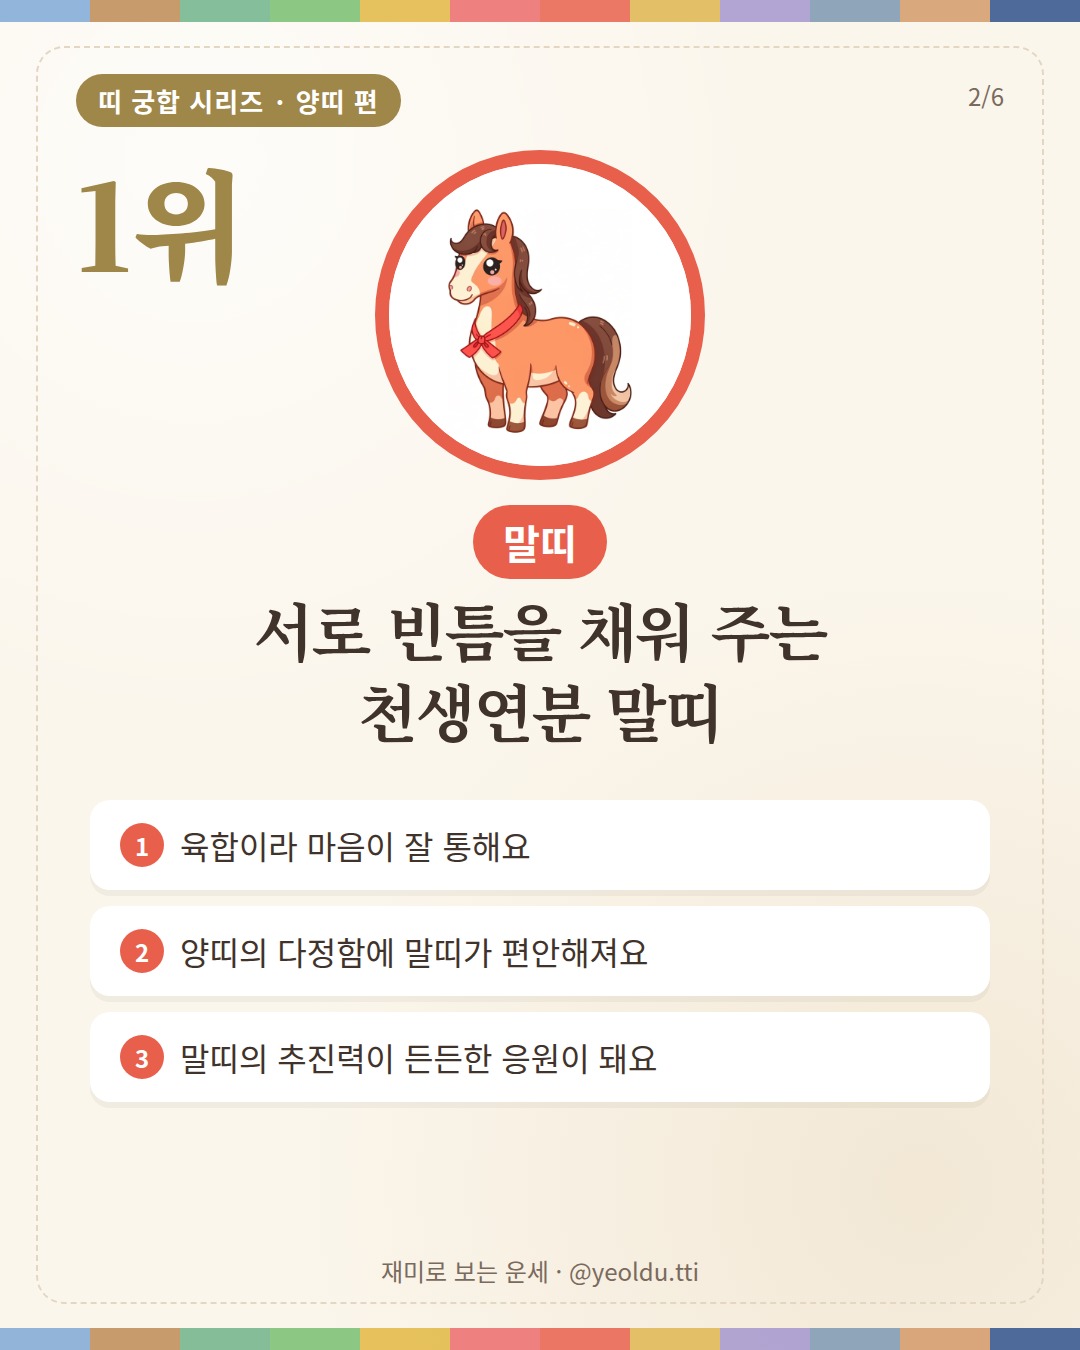 띠 궁합 시리즈 · 양띠 편
2/6
1위
말띠
서로 빈틈을 채워 주는
천생연분 말띠
1 육합이라 마음이 잘 통해요
2 양띠의 다정함에 말띠가 편안해져요
3 말띠의 추진력이 든든한 응원이 돼요
재미로 보는 운세 · @yeoldu.tti